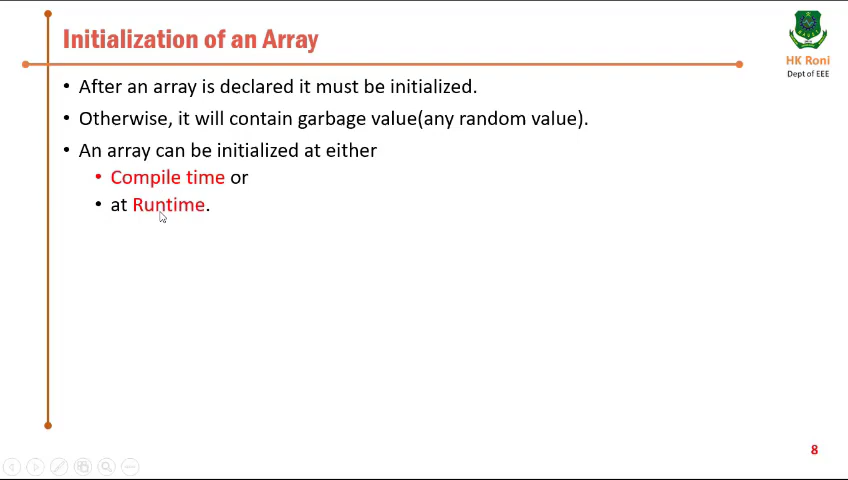 Initialization of an Array
HK Roni
Dept of EEE
• After an array is declared it must be initialized.
• Otherwise, it will contain garbage value(any random value).
• An array can be initialized at either
• Compile time or
• at Runtime.
8